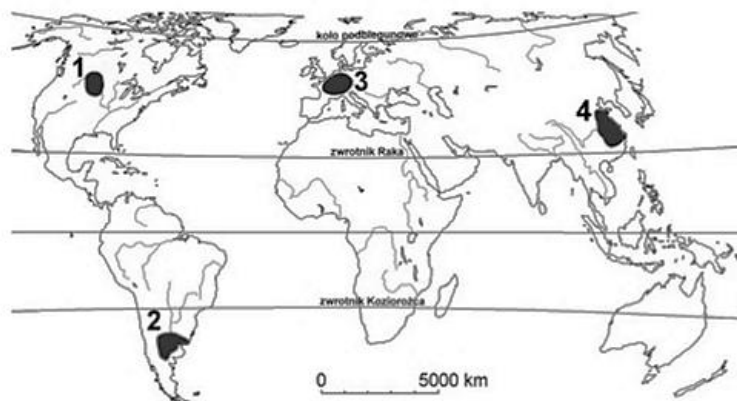 koło podbiegunowe
1
3
4
zwrotnik Raka
zwrotnik Koziorożca
2
0 5000 km